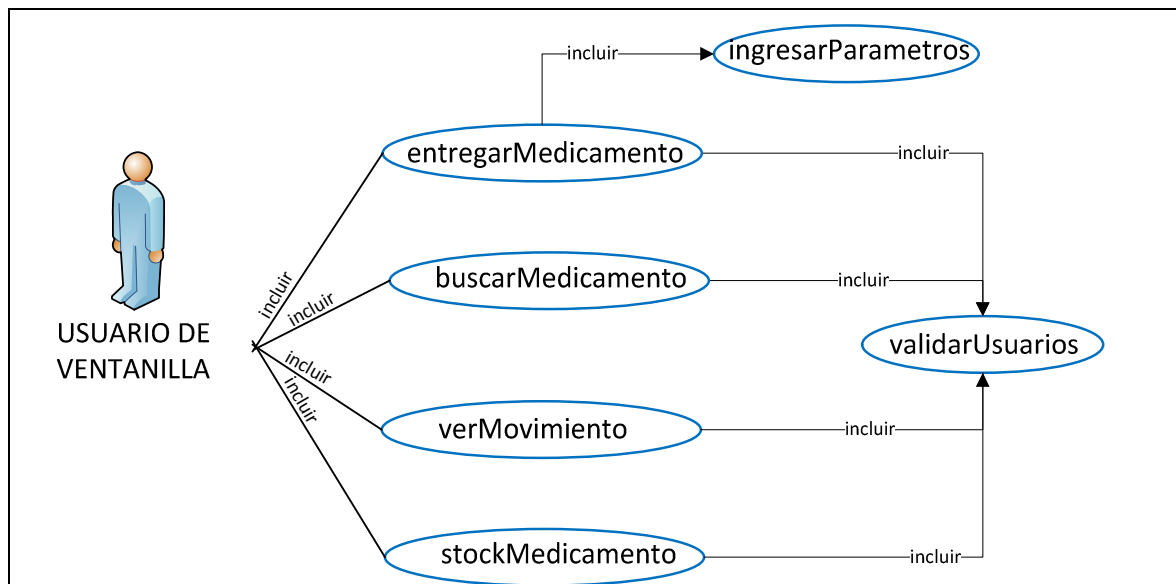 incluir
ingresarParametros
entregarMedicamento
incluir
incluir
buscarMedicamento
incluir
incluir
USUARIO DE
VENTANILLA
validarUsuarios
incluir
incluir
verMovimiento
incluir
stockMedicamento
incluir